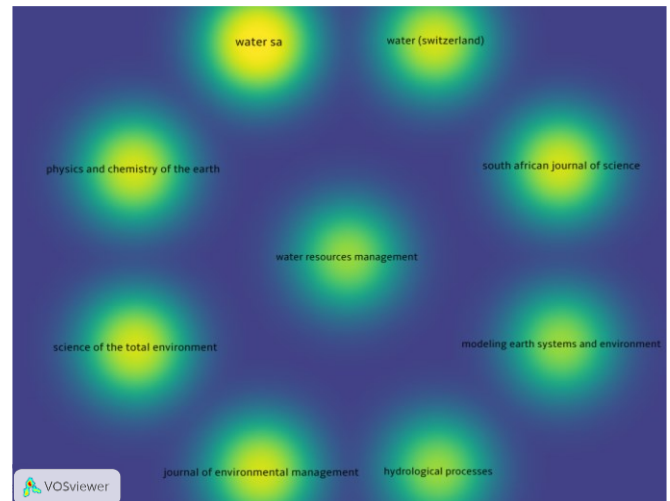 water sa
water (switzerland)
physics and chemistry of the earth
south african journal of science
water resources management
science of the total environment
modeling earth systems and environment
journal of environmental management
hydrological processes
VOSviewer